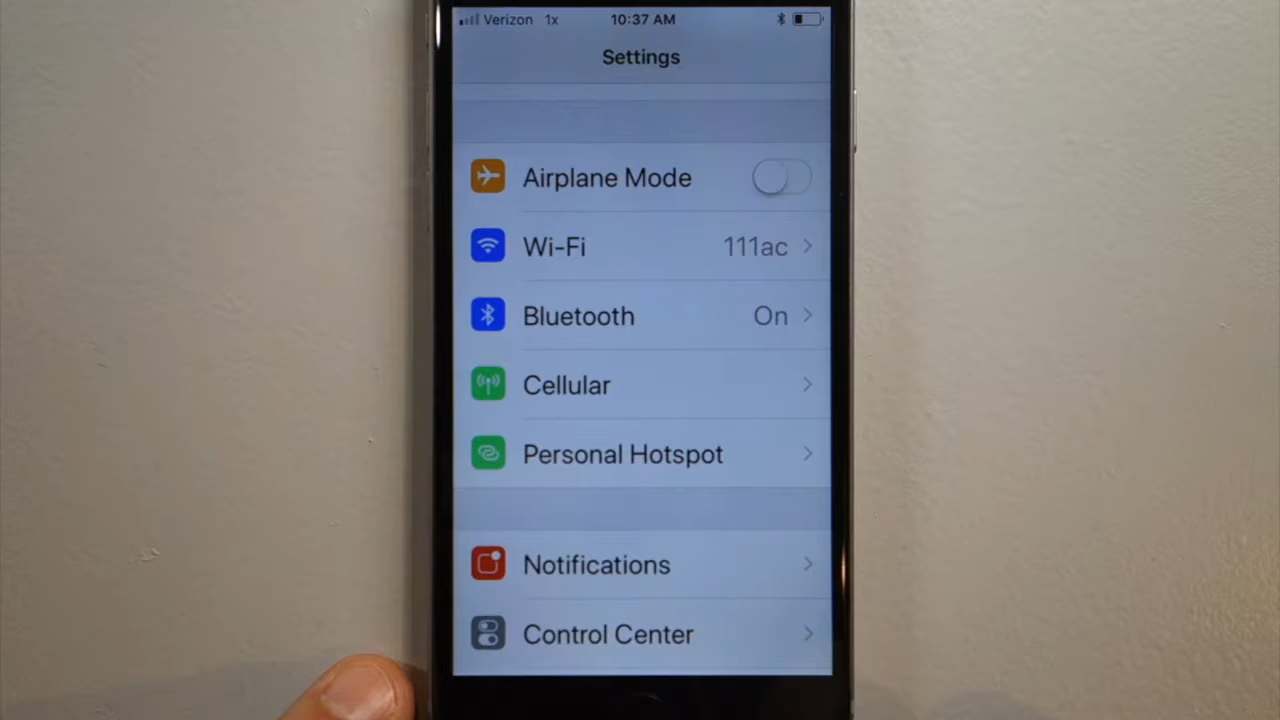 Verizon 1x 10:37 AM
Settings
Airplane Mode
Wi-Fi 111ac
Bluetooth On
Cellular
Personal Hotspot
Notifications
Control Center